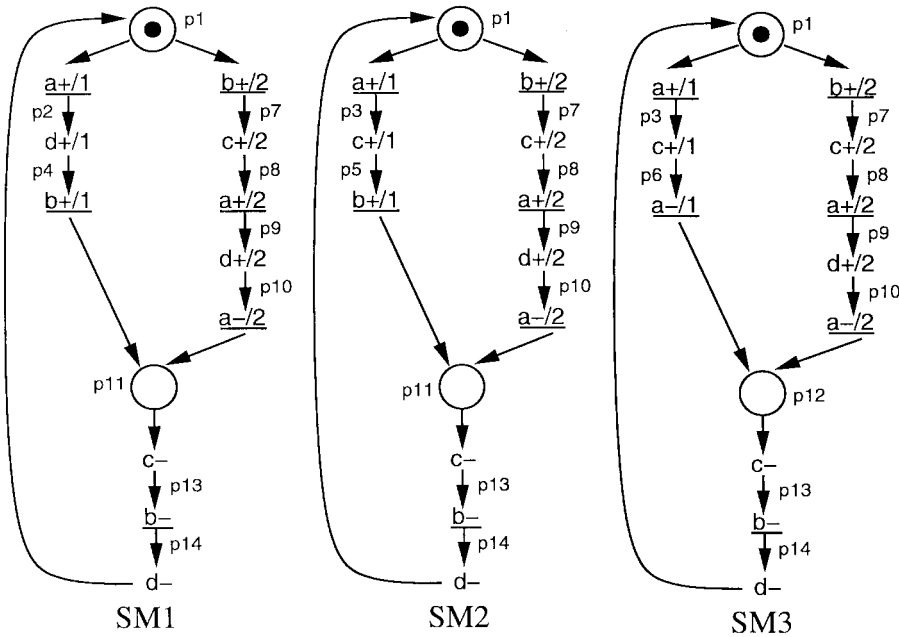 p1
a+/1 b+/2
p2 p7
d+/1 c+/2
p4 p8
b+/1 a+/2
p9
d+/2
p10
a−/2
p11
c−
p13
b−
p14
d−
SM1
p1
a+/1 b+/2
p3 p7
c+/1 c+/2
p5 p8
b+/1 a+/2
p9
d+/2
p10
a−/2
p11
c−
p13
b−
p14
d−
SM2
p1
a+/1 b+/2
p3 p7
c+/1 c+/2
p6 p8
a−/1 a+/2
p9
d+/2
p10
a−/2
p12
c−
p13
b−
p14
d−
SM3